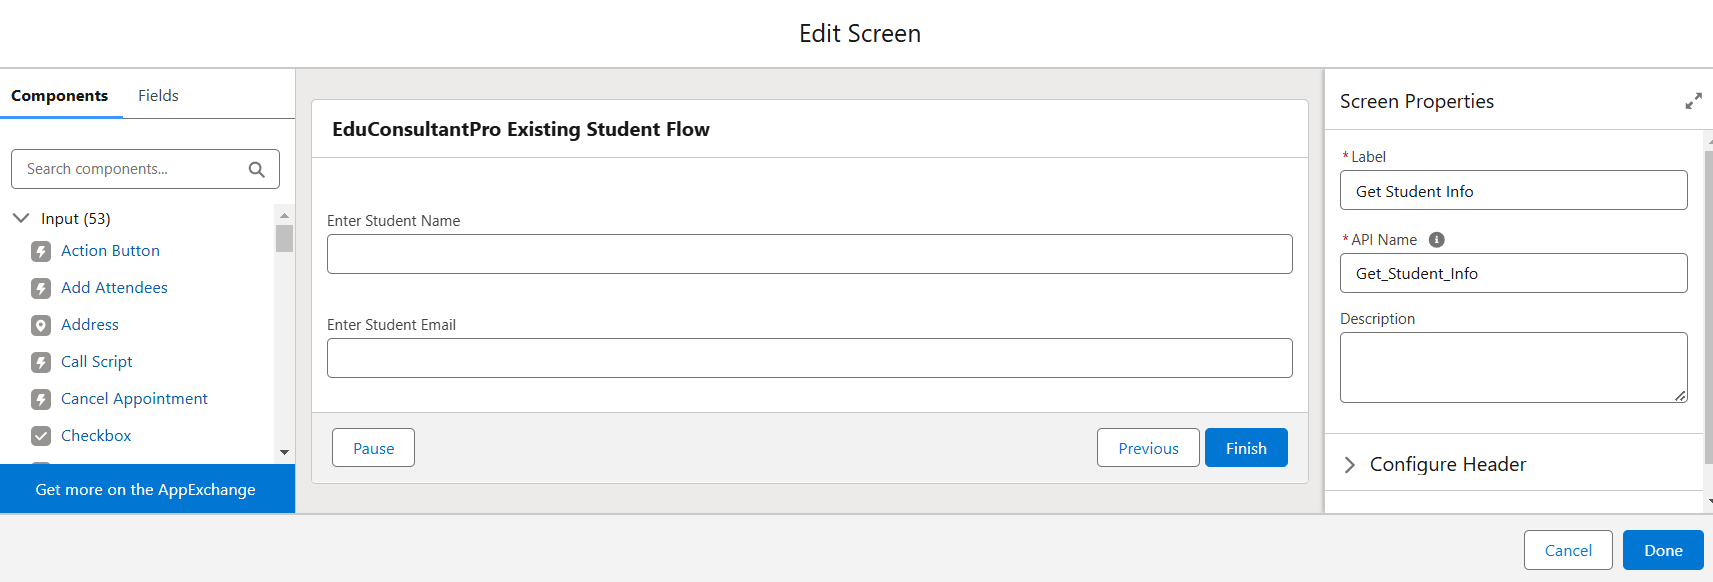 Edit Screen
Components Fields
Search components...
Input (53)
Action Button
Add Attendees
Address
Call Script
Cancel Appointment
Checkbox
Get more on the AppExchange
EduConsultantPro Existing Student Flow
Enter Student Name
Enter Student Email
Pause Previous Finish
Screen Properties
*Label
Get Student Info
*API Name
Get_Student_Info
Description
Configure Header
Cancel Done